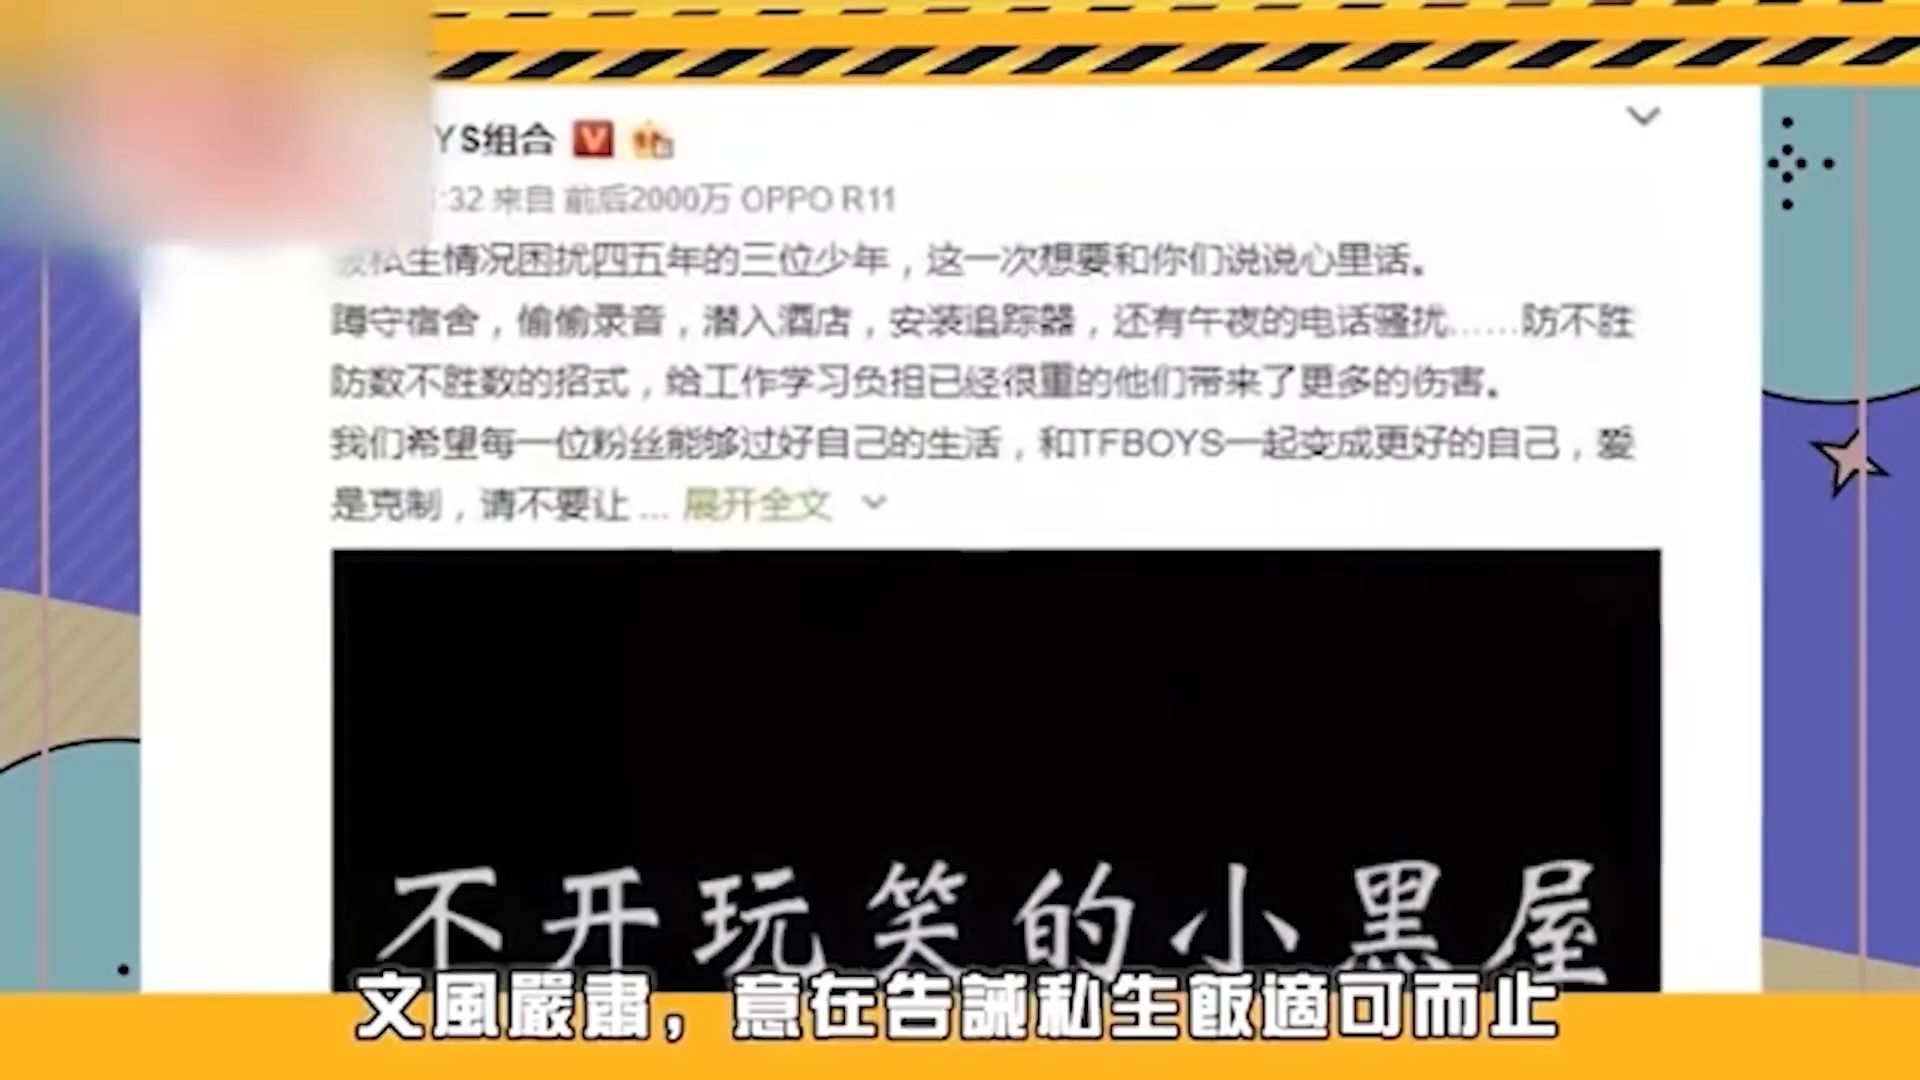 YS组合
:32 来自 前后2000万 OPPO R11
私生情况困扰四五年的三位少年，这一次想要和你们说说心里话。
蹲守宿舍，偷偷录音，潜入酒店，安装追踪器，还有午夜的电话骚扰……防不胜
防数不胜数的招式，给工作学习负担已经很重的他们带来了更多的伤害。
我们希望每一位粉丝能够过好自己的生活，和TFBOYS一起变成更好的自己，爱
是克制，请不要让 ... 展开全文
不开玩笑的小黑屋
文風嚴肅，意在告誡私生飯適可而止